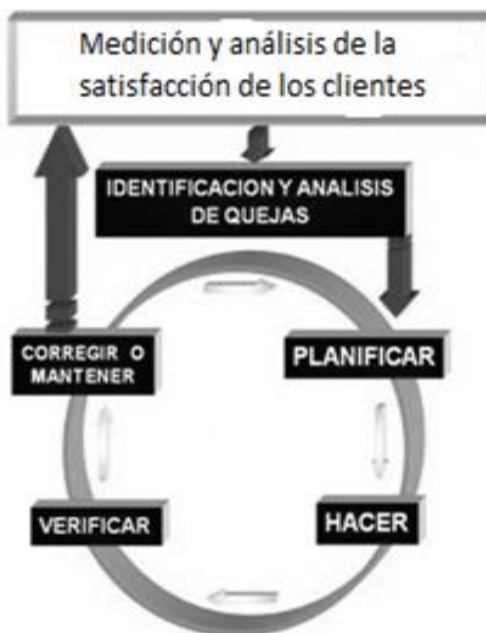 Medición y análisis de la
satisfacción de los clientes
IDENTIFICACION Y ANALISIS
DE QUEJAS
CORREGIR O
MANTENER
PLANIFICAR
VERIFICAR
HACER